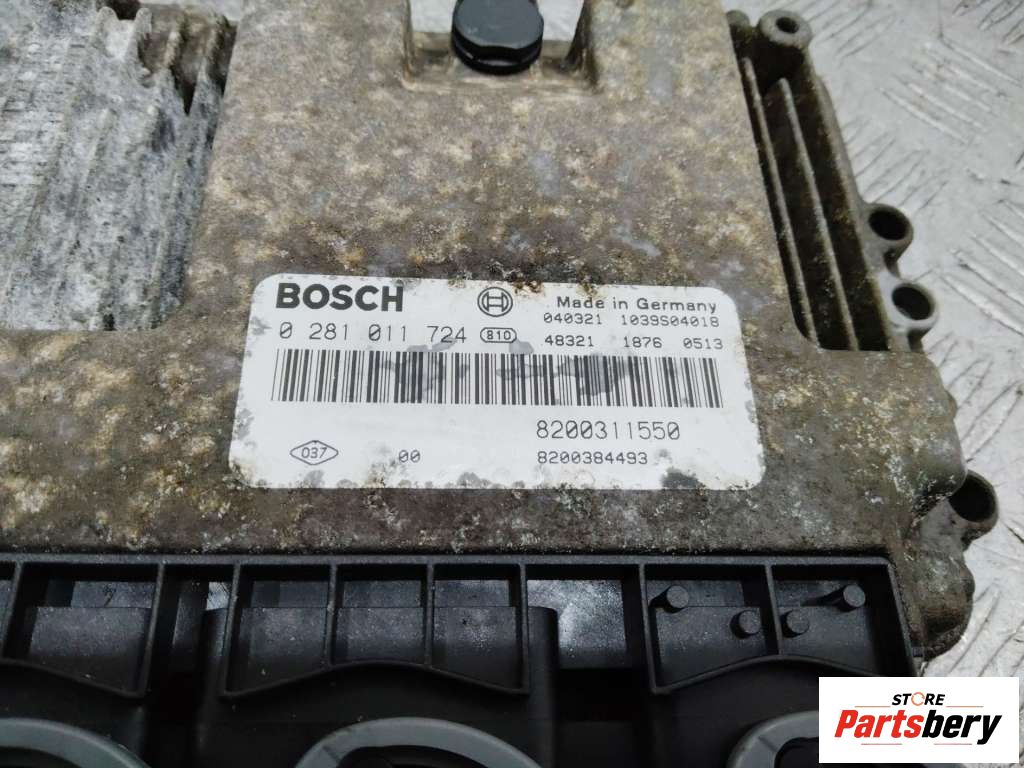 BOSCH
Made in Germany
040321 1039S04018
0 281 011 724 810
48321 1876 0513
8200311550
037 00 8200384493
STORE
Partsbery